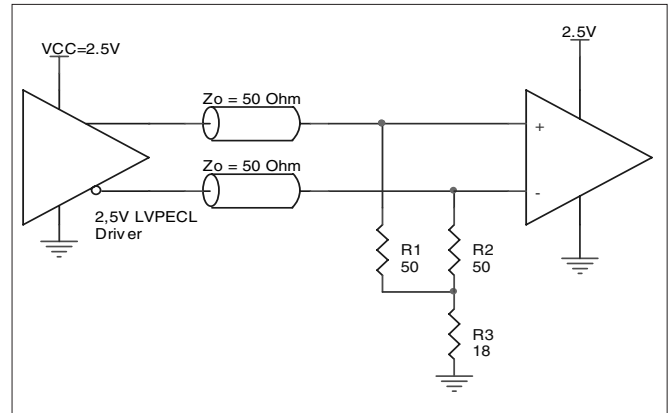 VCC=2.5V
2.5V
Zo = 50 Ohm
+
Zo = 50 Ohm
-
2,5V LVPECL
Driver
R1
50
R2
50
R3
18